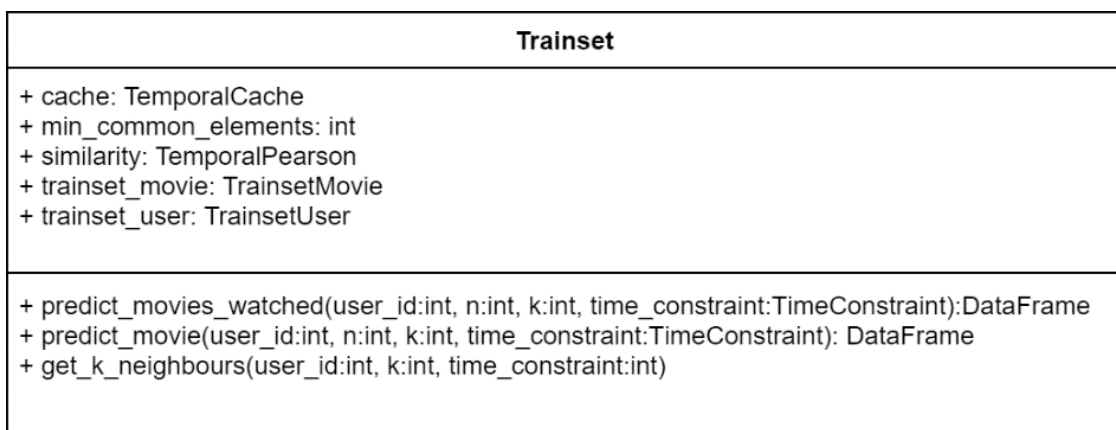 Trainset
+ cache: TemporalCache
+ min_common_elements: int
+ similarity: TemporalPearson
+ trainset_movie: TrainsetMovie
+ trainset_user: TrainsetUser
+ predict_movies_watched(user_id:int, n:int, k:int, time_constraint:TimeConstraint):DataFrame
+ predict_movie(user_id:int, n:int, k:int, time_constraint:TimeConstraint): DataFrame
+ get_k_neighbours(user_id:int, k:int, time_constraint:int)